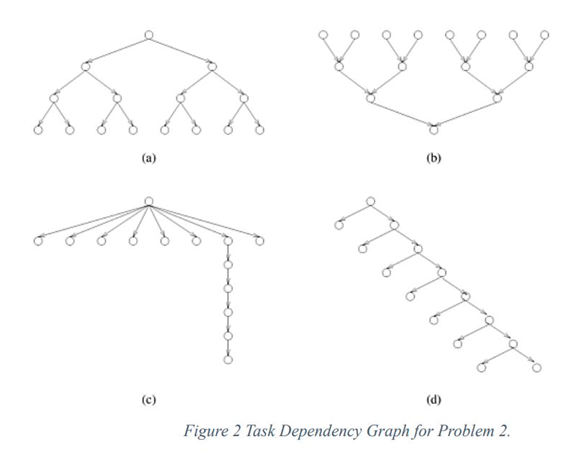 (a)
(b)
(c)
(d)
Figure 2 Task Dependency Graph for Problem 2.